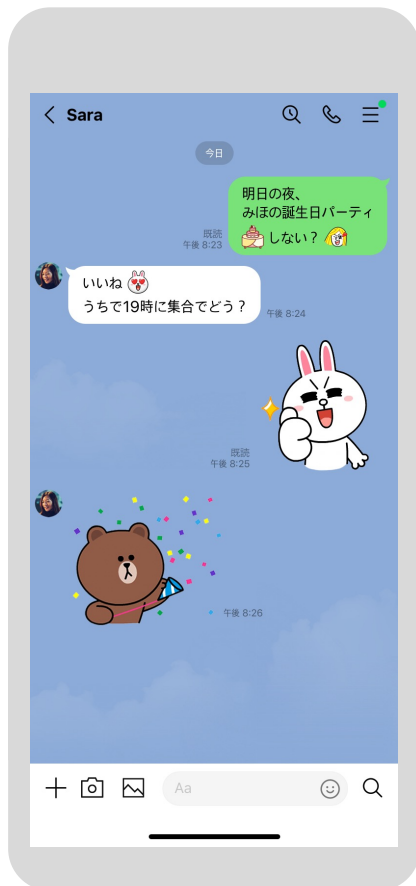 Sara
今日
明日の夜、
みほの誕生日パーティ
しない？
既読
午後 8:23
いいね
うちで19時に集合でどう？
午後 8:24
既読
午後 8:25
午後 8:26
Aa